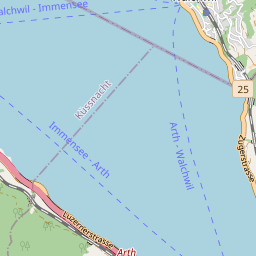 Walchwil - Immensee
25
Küssnacht
Immensee - Arth
Arth - Walchwil
Zugerstrasse
Luzernerstrasse
Arth